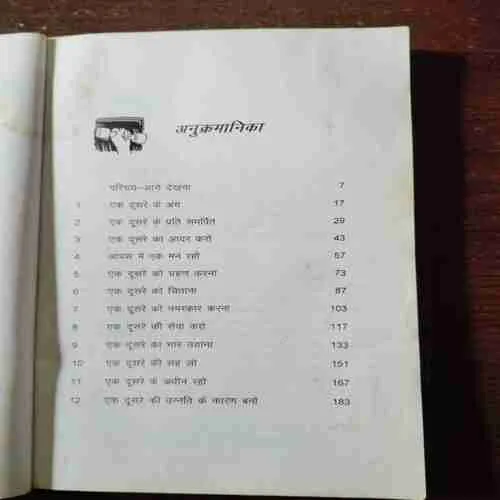 अनुक्रमानिका
परिचय—आगे देखना 7
1 एक दूसरे के अंग 17
2 एक दूसरे के प्रति समर्पित 29
3 एक दूसरे का आदर करो 43
4 आपस में एक मन रहो 57
5 एक दूसरे को ग्रहण करना 73
6 एक दूसरे को चिताना 87
7 एक दूसरे को नमस्कार करना 103
8 एक दूसरे की सेवा करो 117
9 एक दूसरे का भार उठाना 133
10 एक दूसरे की सह लो 151
11 एक दूसरे के अधीन रहो 167
12 एक दूसरे की उन्नति के कारण बनो 183